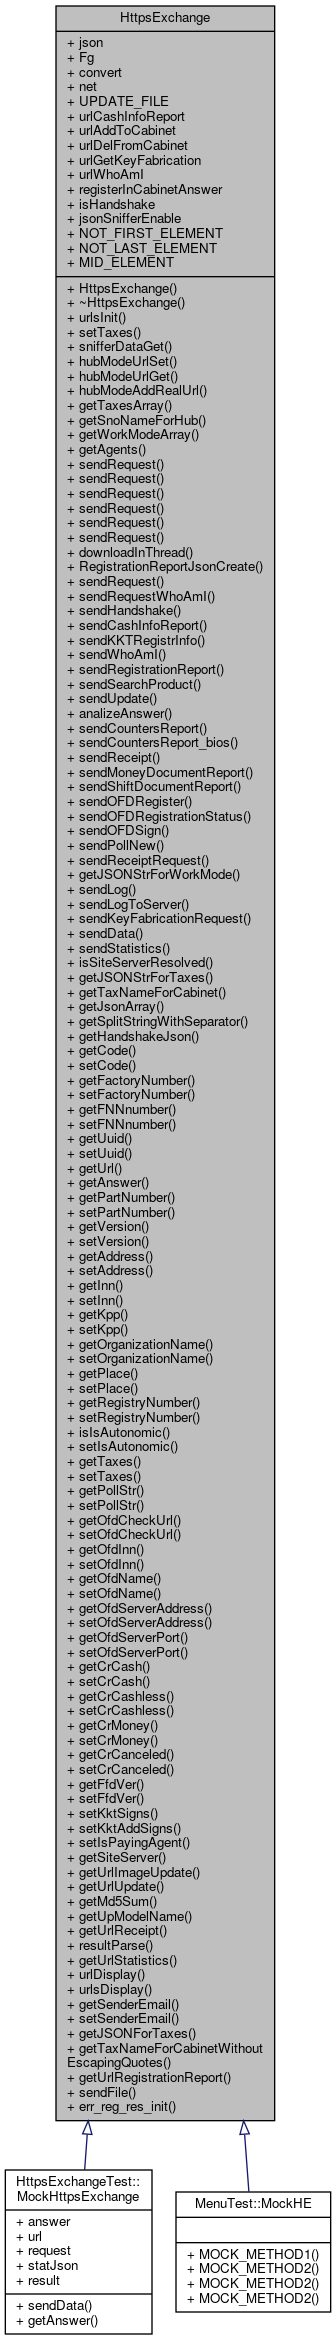 HttpsExchange
+ json
+ Fg
+ convert
+ net
+ UPDATE_FILE
+ urlCashInfoReport
+ urlAddToCabinet
+ urlDelFromCabinet
+ urlGetKeyFabrication
+ urlWhoAmI
+ registerInCabinetAnswer
+ isHandshake
+ jsonSnifferEnable
+ NOT_FIRST_ELEMENT
+ NOT_LAST_ELEMENT
+ MID_ELEMENT
+ HttpsExchange()
+ ~HttpsExchange()
+ urlsInit()
+ setTaxes()
+ snifferDataGet()
+ hubModeUrlSet()
+ hubModeUrlGet()
+ hubModeAddRealUrl()
+ getTaxesArray()
+ getSnoNameForHub()
+ getWorkModeArray()
+ getAgents()
+ sendRequest()
+ sendRequest()
+ sendRequest()
+ sendRequest()
+ sendRequest()
+ sendRequest()
+ downloadInThread()
+ RegistrationReportJsonCreate()
+ sendRequest()
+ sendRequestWhoAmI()
+ sendHandshake()
+ sendCashInfoReport()
+ sendKKTRegistrInfo()
+ sendWhoAmI()
+ sendRegistrationReport()
+ sendSearchProduct()
+ sendUpdate()
+ analizeAnswer()
+ sendCountersReport()
+ sendCountersReport_bios()
+ sendReceipt()
+ sendMoneyDocumentReport()
+ sendShiftDocumentReport()
+ sendOFDRegister()
+ sendOFDRegistrationStatus()
+ sendOFDSign()
+ sendPollNew()
+ sendReceiptRequest()
+ getJSONStrForWorkMode()
+ sendLog()
+ sendLogToServer()
+ sendKeyFabricationRequest()
+ sendData()
+ sendStatistics()
+ isSiteServerResolved()
+ getJSONStrForTaxes()
+ getTaxNameForCabinet()
+ getJsonArray()
+ getSplitStringWithSeparator()
+ getHandshakeJson()
+ getCode()
+ setCode()
+ getFactoryNumber()
+ setFactoryNumber()
+ getFNNnumber()
+ setFNNnumber()
+ getUuid()
+ setUuid()
+ getUrl()
+ getAnswer()
+ getPartNumber()
+ setPartNumber()
+ getVersion()
+ setVersion()
+ getAddress()
+ setAddress()
+ getInn()
+ setInn()
+ getKpp()
+ setKpp()
+ getOrganizationName()
+ setOrganizationName()
+ getPlace()
+ setPlace()
+ getRegistryNumber()
+ setRegistryNumber()
+ isIsAutonomic()
+ setIsAutonomic()
+ getTaxes()
+ setTaxes()
+ getPollStr()
+ setPollStr()
+ getOfdCheckUrl()
+ setOfdCheckUrl()
+ getOfdInn()
+ setOfdInn()
+ getOfdName()
+ setOfdName()
+ getOfdServerAddress()
+ setOfdServerAddress()
+ getOfdServerPort()
+ setOfdServerPort()
+ getCrCash()
+ setCrCash()
+ getCrCashless()
+ setCrCashless()
+ getCrMoney()
+ setCrMoney()
+ getCrCanceled()
+ setCrCanceled()
+ getFfdVer()
+ setFfdVer()
+ setKktSigns()
+ setKktAddSigns()
+ setIsPayingAgent()
+ getSiteServer()
+ getUrlImageUpdate()
+ getUrlUpdate()
+ getMd5Sum()
+ getUpModelName()
+ getUrlReceipt()
+ resultParse()
+ getUrlStatistics()
+ urlDisplay()
+ urlsDisplay()
+ getSenderEmail()
+ setSenderEmail()
+ getJSONForTaxes()
+ getTaxNameForCabinetWithout
EscapingQuotes()
+ getUrlRegistrationReport()
+ sendFile()
+ err_reg_res_init()
HttpsExchangeTest::
MockHttpsExchange
+ answer
+ url
+ request
+ statJson
+ result
+ sendData()
+ getAnswer()
MenuTest::MockHE
+ MOCK_METHOD1()
+ MOCK_METHOD2()
+ MOCK_METHOD2()
+ MOCK_METHOD2()